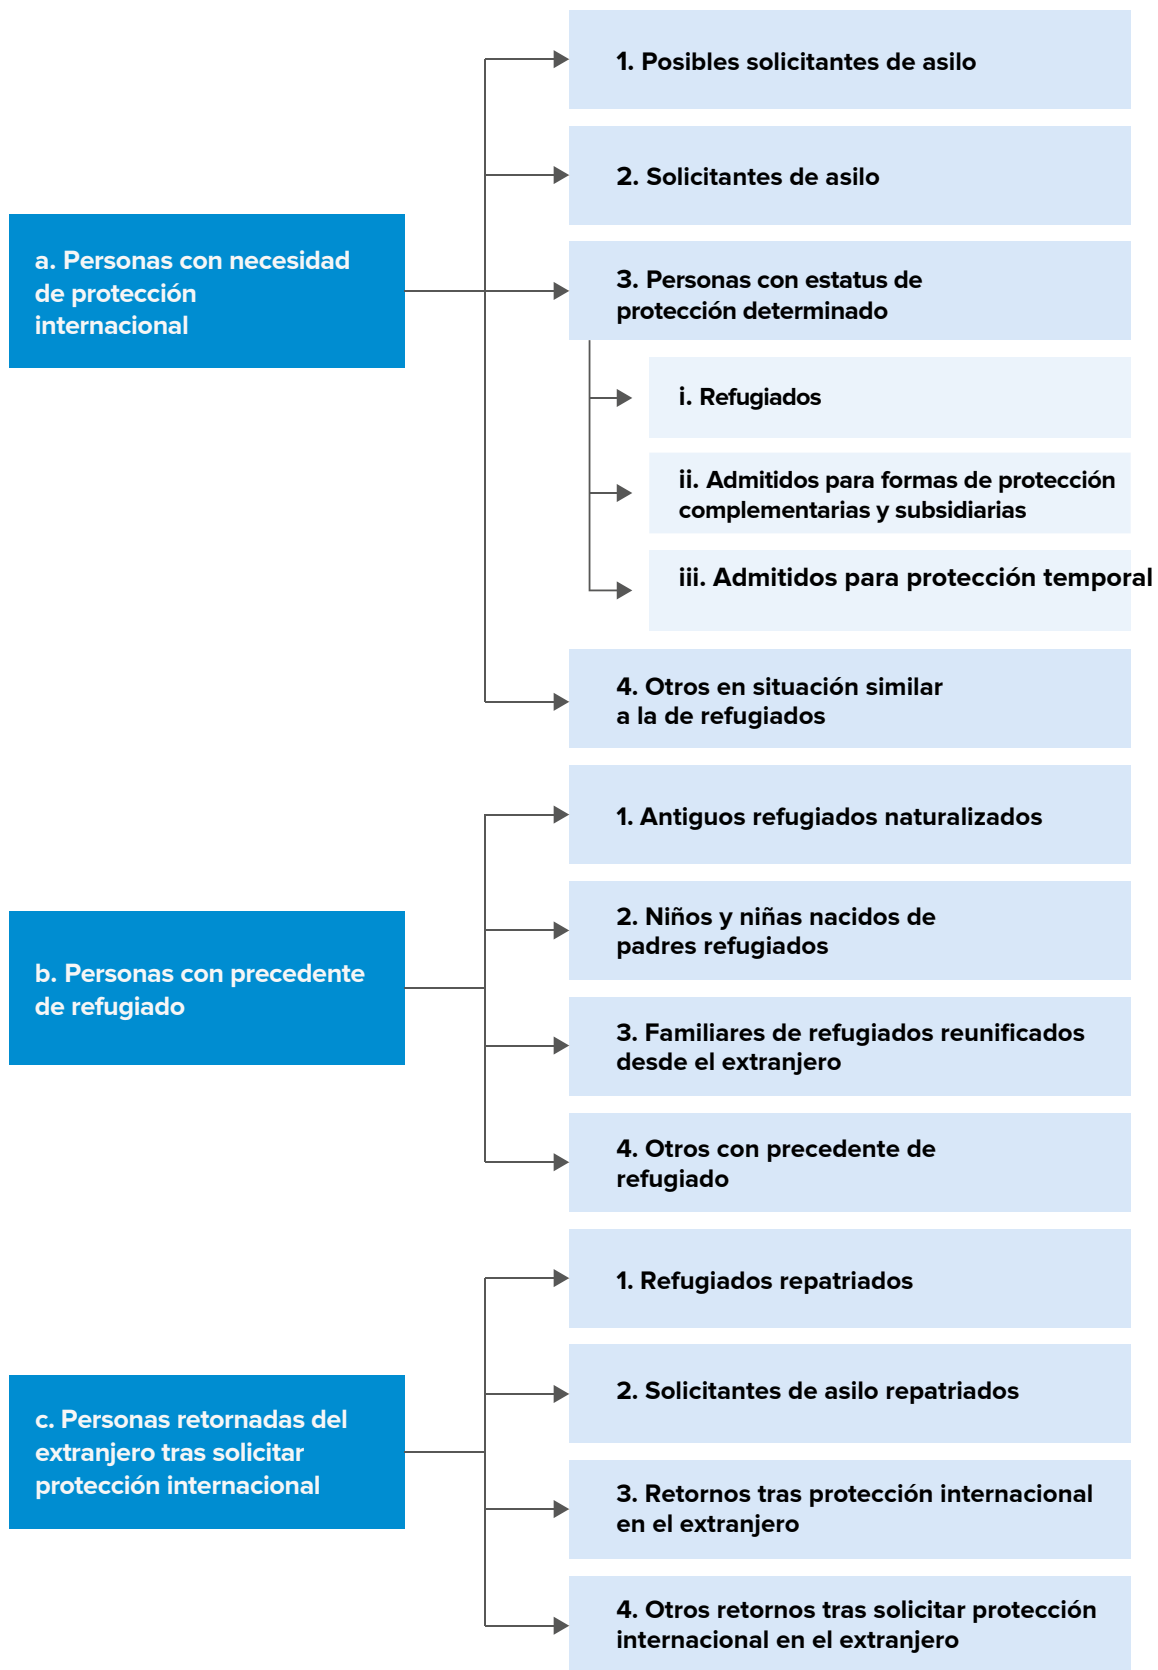 1. Posibles solicitantes de asilo
2. Solicitantes de asilo
a. Personas con necesidad
de protección
internacional
3. Personas con estatus de
protección determinado
i. Refugiados
ii. Admitidos para formas de protección
complementarias y subsidiarias
iii. Admitidos para protección temporal
4. Otros en situación similar
a la de refugiados
1. Antiguos refugiados naturalizados
2. Niños y niñas nacidos de
padres refugiados
b. Personas con precedente
de refugiado
3. Familiares de refugiados reunificados
desde el extranjero
4. Otros con precedente de
refugiado
1. Refugiados repatriados
2. Solicitantes de asilo repatriados
c. Personas retornadas del
extranjero tras solicitar
protección internacional
3. Retornos tras protección internacional
en el extranjero
4. Otros retornos tras solicitar protección
internacional en el extranjero